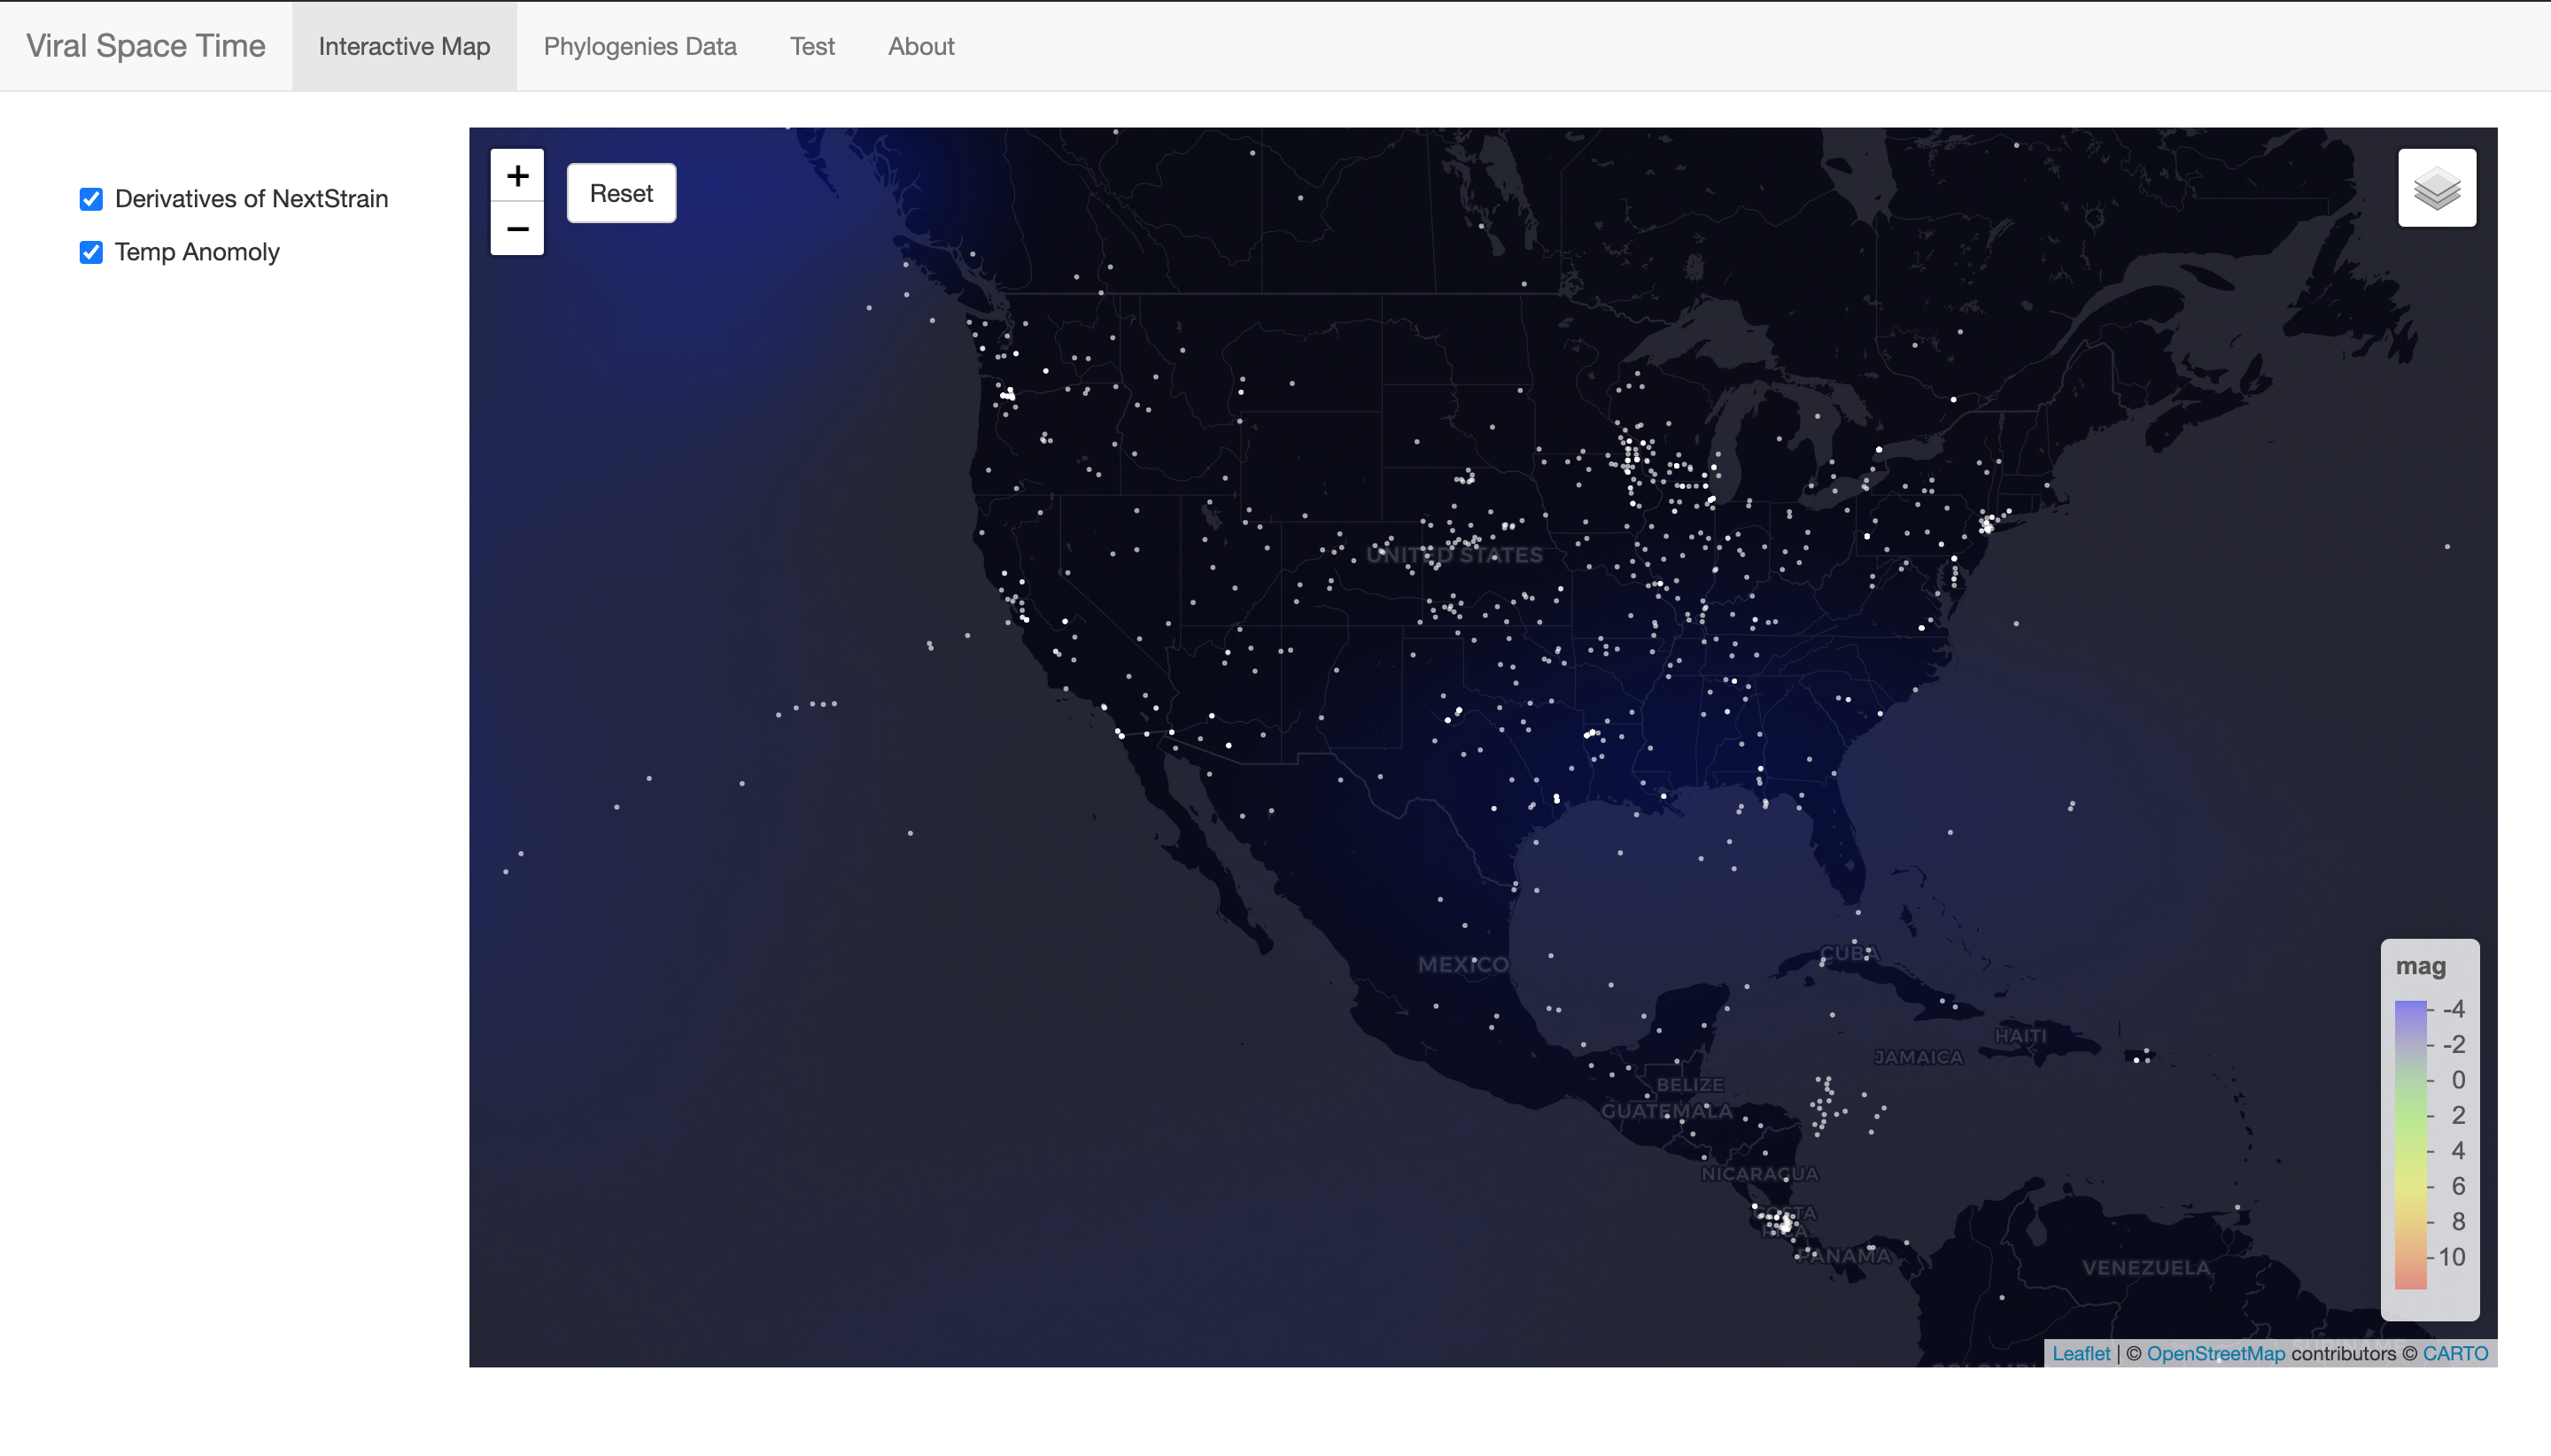 Viral Space Time
Interactive Map
Phylogenies Data
Test
About
Derivatives of NextStrain
Temp Anomoly
+
−
Reset
UNITED STATES
MEXICO
CUBA
HAITI
JAMAICA
BELIZE
GUATEMALA
NICARAGUA
COSTA
RICA
PANAMA
VENEZUELA
mag
-4
-2
0
2
4
6
8
10
Leaflet | © OpenStreetMap contributors © CARTO